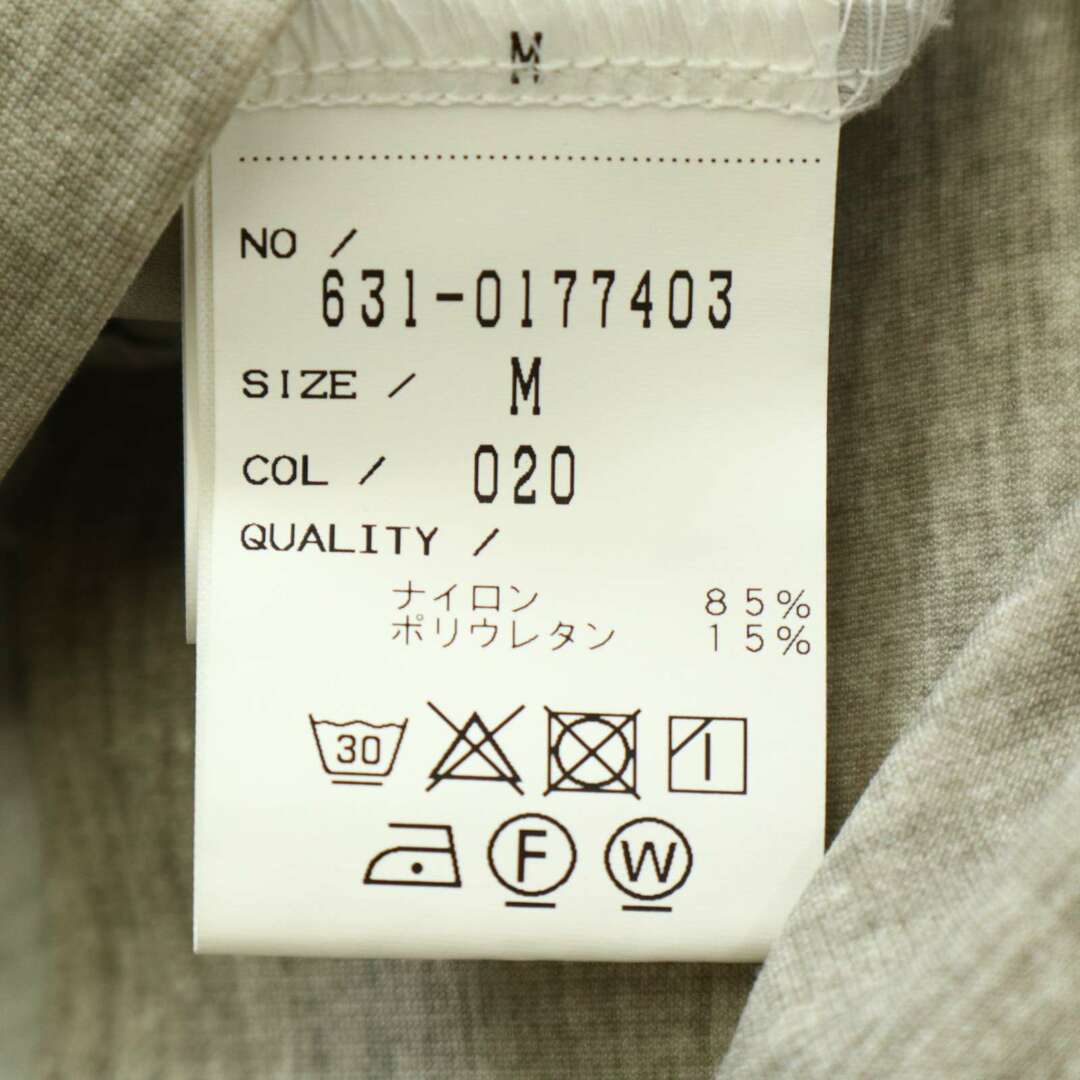 M
NO /
631-0177403
SIZE / M
COL / 020
QUALITY /
ナイロン 85%
ポリウレタン 15%
30
F W